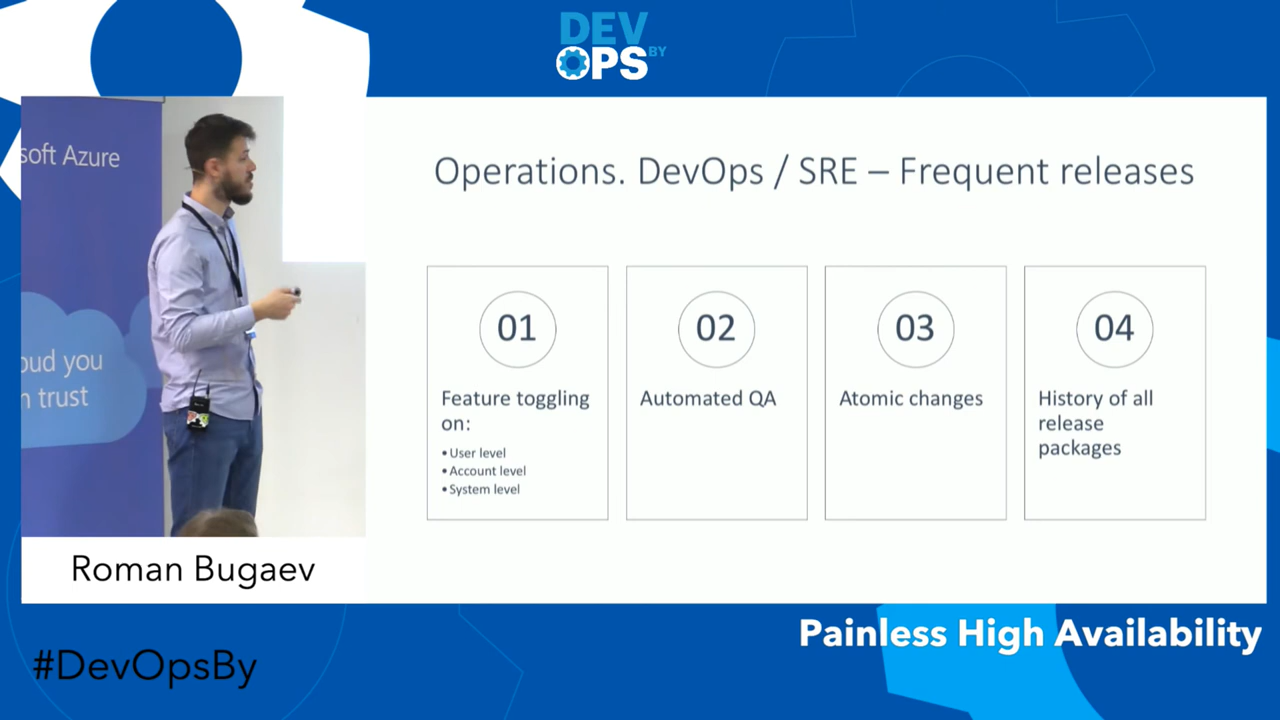 DEV
OPS BY
soft Azure
oud you
n trust
Operations. DevOps / SRE – Frequent releases
01
Feature toggling
on:
• User level
• Account level
• System level
02
Automated QA
03
Atomic changes
04
History of all
release
packages
Roman Bugaev
Painless High Availability
#DevOpsBy